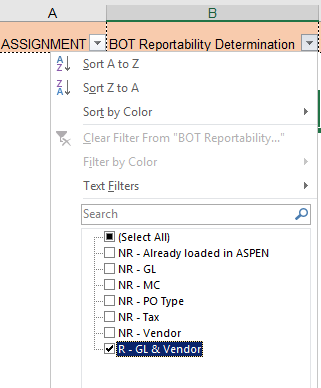 A B
ASSIGNMENT BOT Reportability Determination
Sort A to Z
Sort Z to A
Sort by Color
Clear Filter From "BOT Reportability..."
Filter by Color
Text Filters
Search
(Select All)
NR - Already loaded in ASPEN
NR - GL
NR - MC
NR - PO Type
NR - Tax
NR - Vendor
R - GL & Vendor